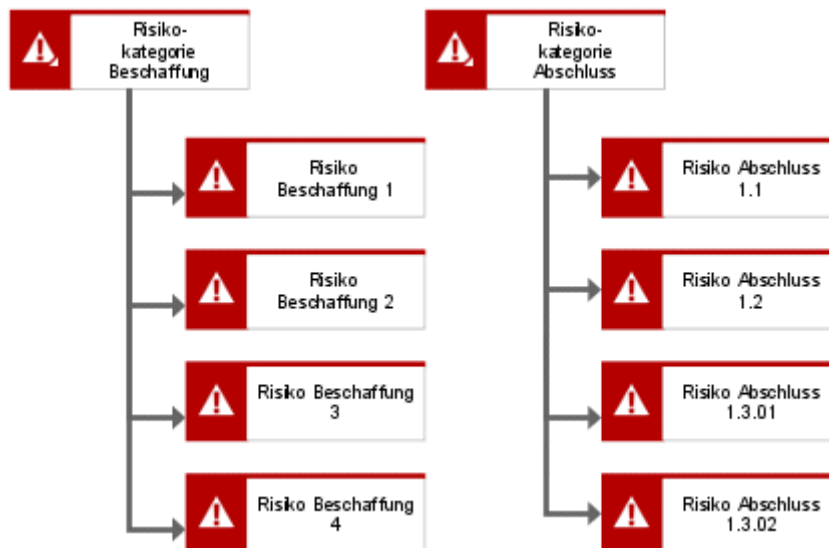 Risiko-
kategorie
Beschaffung
Risiko
Beschaffung 1
Risiko
Beschaffung 2
Risiko Beschaffung
3
Risiko Beschaffung
4
Risiko-
kategorie
Abschluss
Risiko Abschluss
1.1
Risiko Abschluss
1.2
Risiko Abschluss
1.3.01
Risiko Abschluss
1.3.02